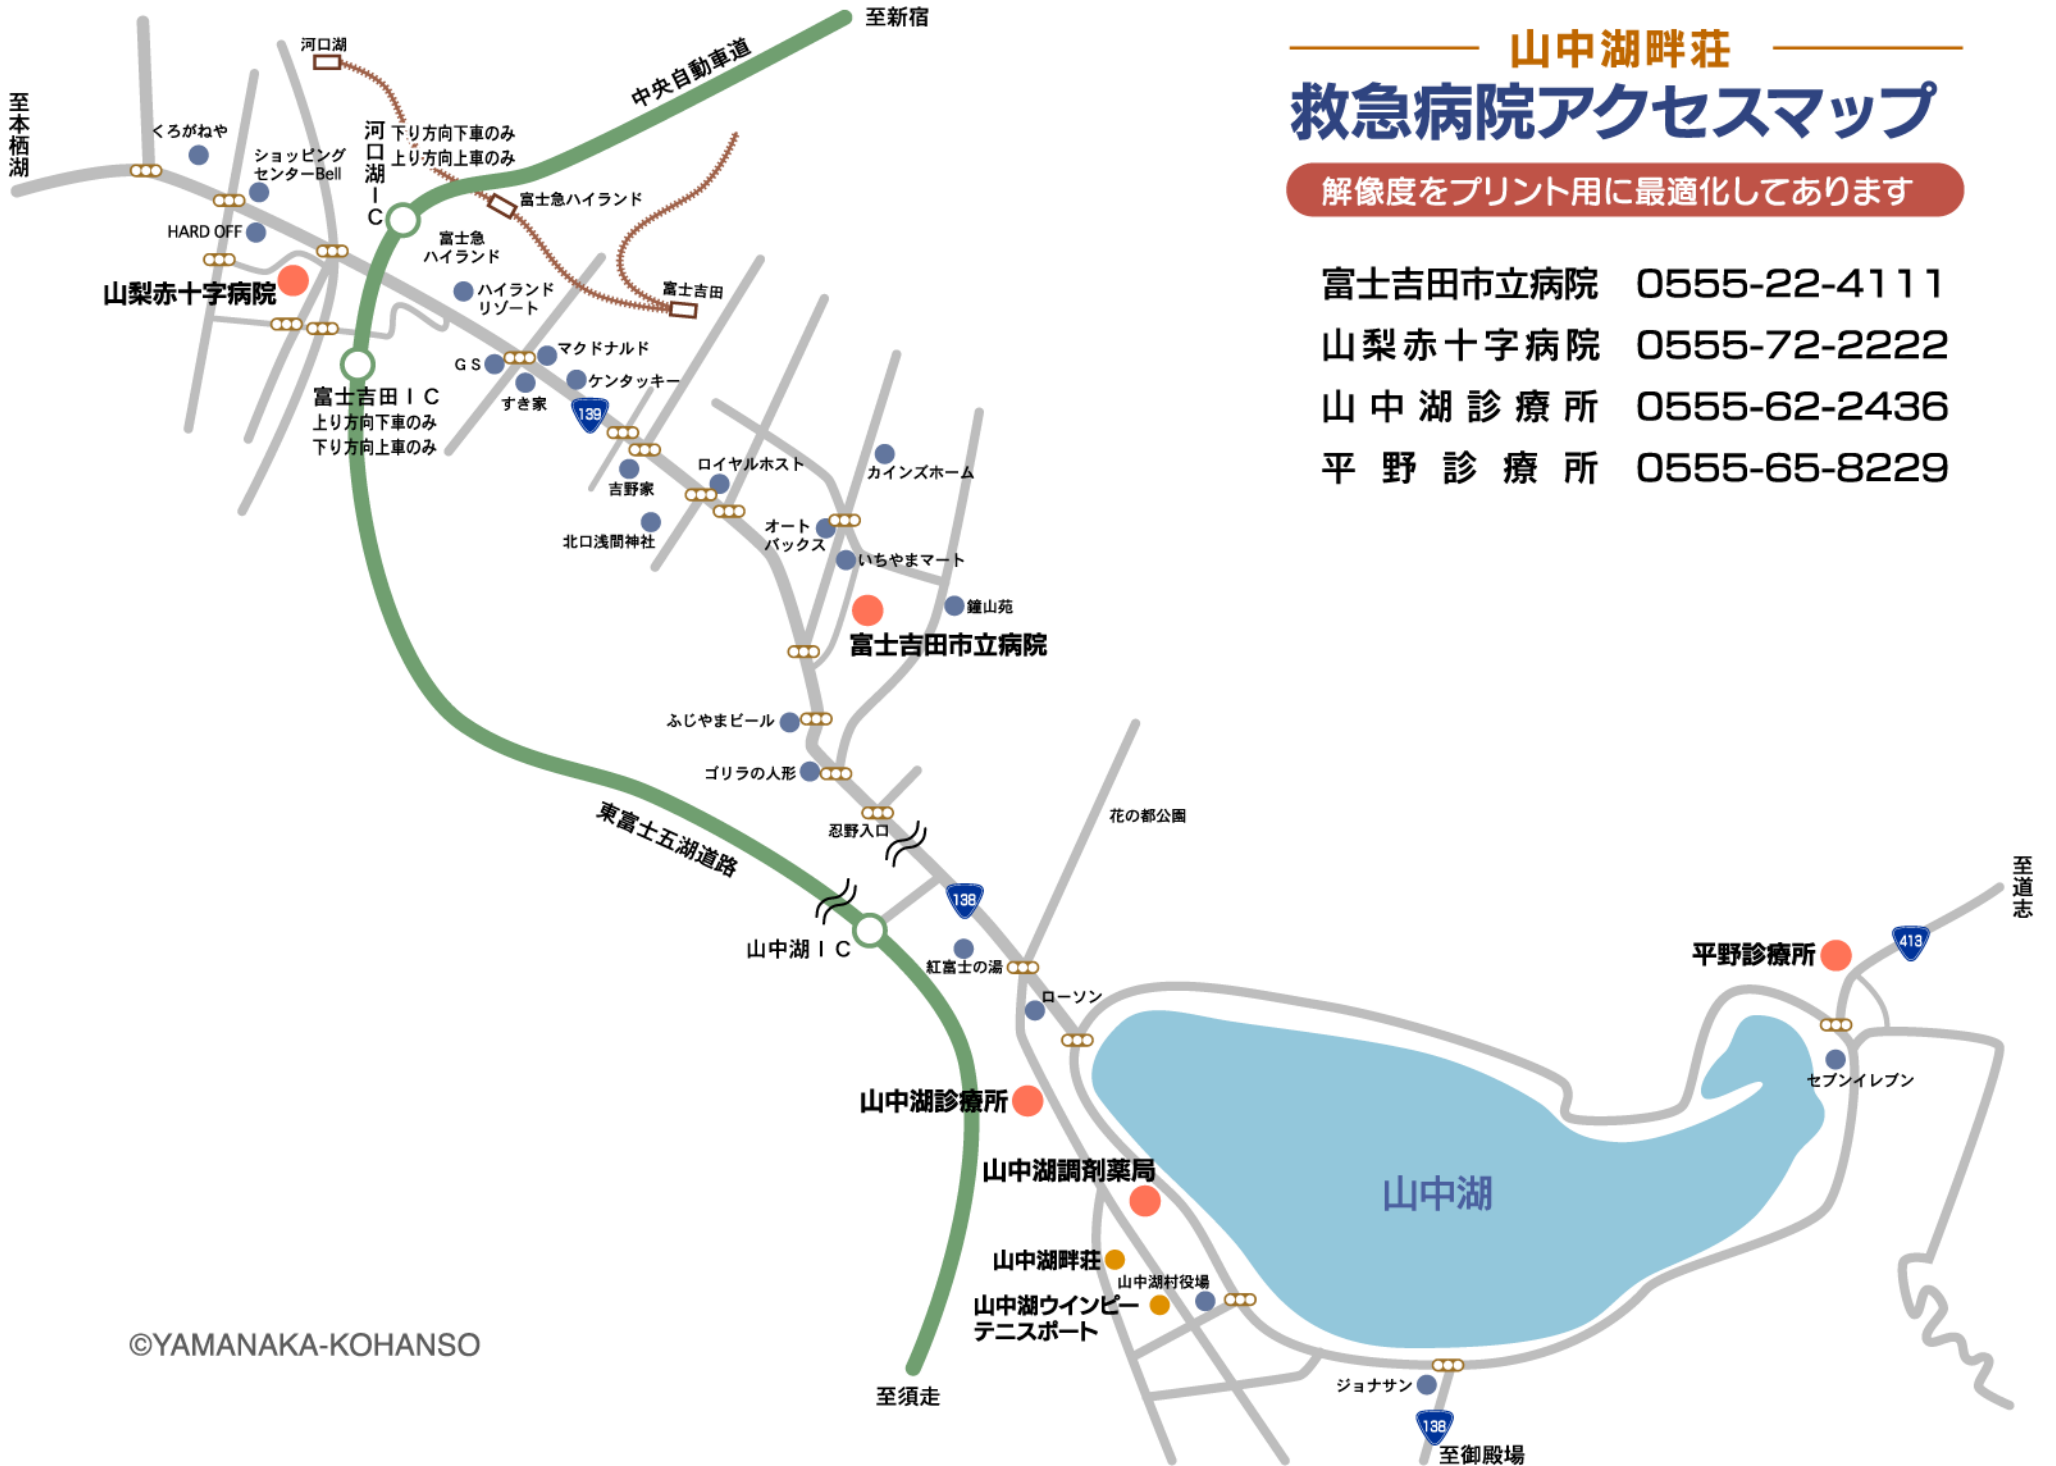 山中湖畔荘
救急病院アクセスマップ
解像度をプリント用に最適化してあります
富士吉田市立病院 0555-22-4111
山梨赤十字病院 0555-72-2222
山中湖診療所 0555-62-2436
平野診療所 0555-65-8229
至新宿
中央自動車道
河口湖
至本栖湖
くろがねや
ショッピング
センターBell
河口湖IC
下り方向下車のみ
上り方向上車のみ
富士急ハイランド
HARD OFF
富士急
ハイランド
山梨赤十字病院
ハイランド
リゾート
富士吉田
GS
マクドナルド
ケンタッキー
すき家
139
富士吉田IC
上り方向下車のみ
下り方向上車のみ
ロイヤルホスト
カインズホーム
吉野家
北口浅間神社
オート
バックス
いちやまマート
鐘山苑
富士吉田市立病院
ふじやまビール
ゴリラの人形
忍野入口
東富士五湖道路
花の都公園
138
山中湖IC
紅富士の湯
ローソン
至道志
413
平野診療所
セブンイレブン
山中湖診療所
山中湖調剤薬局
山中湖
山中湖畔荘
山中湖村役場
山中湖ウインピー
テニスポート
©YAMANAKA-KOHANSO
至須走
ジョナサン
138
至御殿場